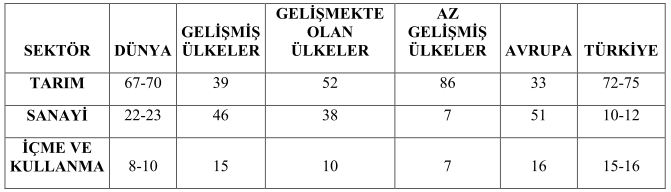 SEKTÖR DÜNYA GELİŞMİŞ ÜLKELER GELİŞMEKTE OLAN ÜLKELER AZ GELİŞMİŞ ÜLKELER AVRUPA TÜRKİYE
TARIM 67-70 39 52 86 33 72-75
SANAYİ 22-23 46 38 7 51 10-12
İÇME VE KULLANMA 8-10 15 10 7 16 15-16